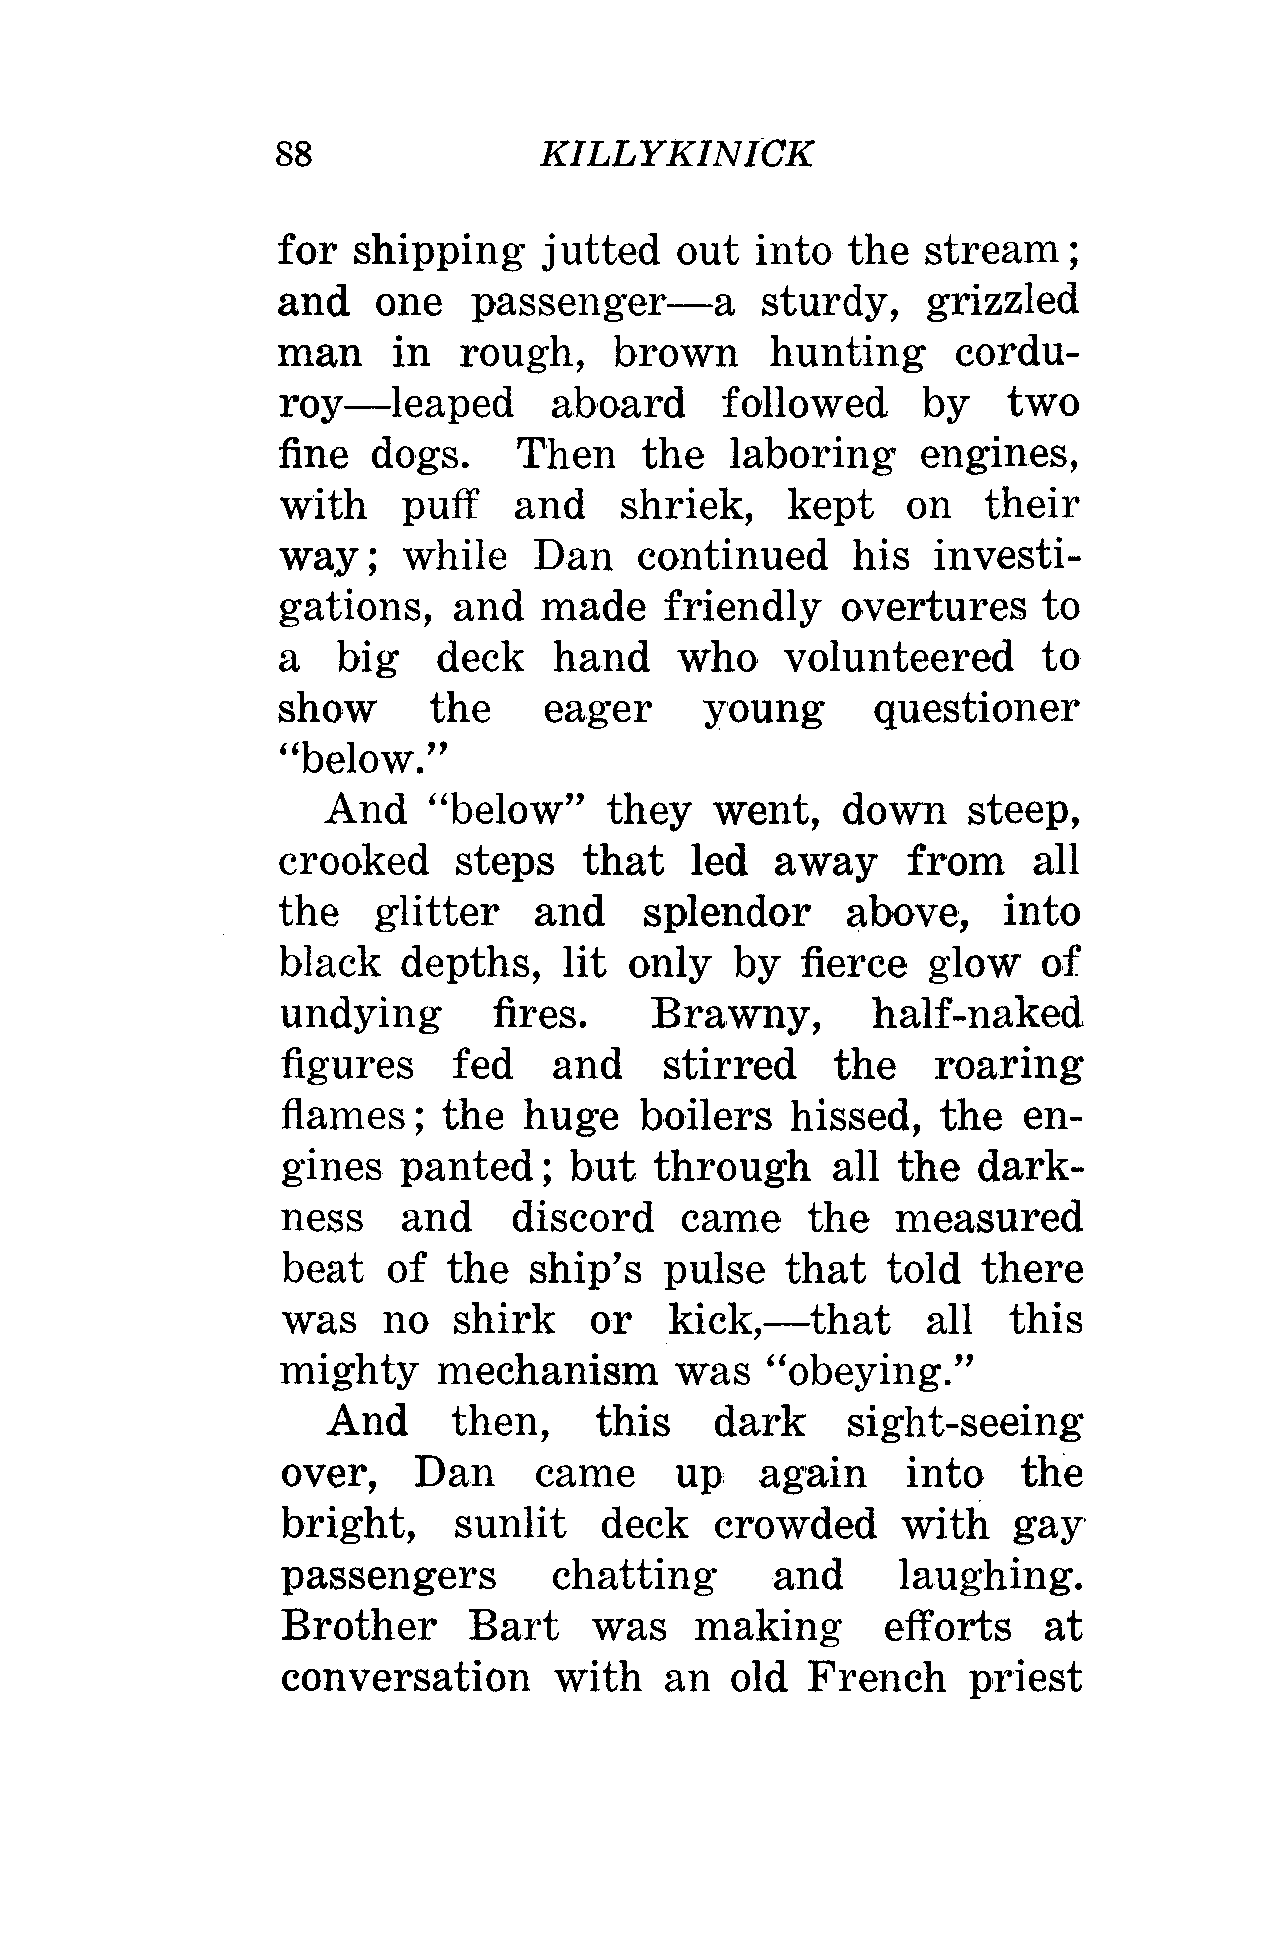 88 KILLYKINICK
for shipping jutted out into the stream;
and one passenger—a sturdy, grizzled
man in rough, brown hunting cordu-
roy—leaped aboard followed by two
fine dogs. Then the laboring engines,
with puff and shriek, kept on their
way; while Dan continued his investi-
gations, and made friendly overtures to
a big deck hand who volunteered to
show the eager young questioner
“below.”
And “below” they went, down steep,
crooked steps that led away from all
the glitter and splendor above, into
black depths, lit only by fierce glow of
undying fires. Brawny, half-naked
figures fed and stirred the roaring
flames; the huge boilers hissed, the en-
gines panted; but through all the dark-
ness and discord came the measured
beat of the ship’s pulse that told there
was no shirk or kick,—that all this
mighty mechanism was “obeying.”
And then, this dark sight-seeing
over, Dan came up again into the
bright, sunlit deck crowded with gay
passengers chatting and laughing.
Brother Bart was making efforts at
conversation with an old French priest